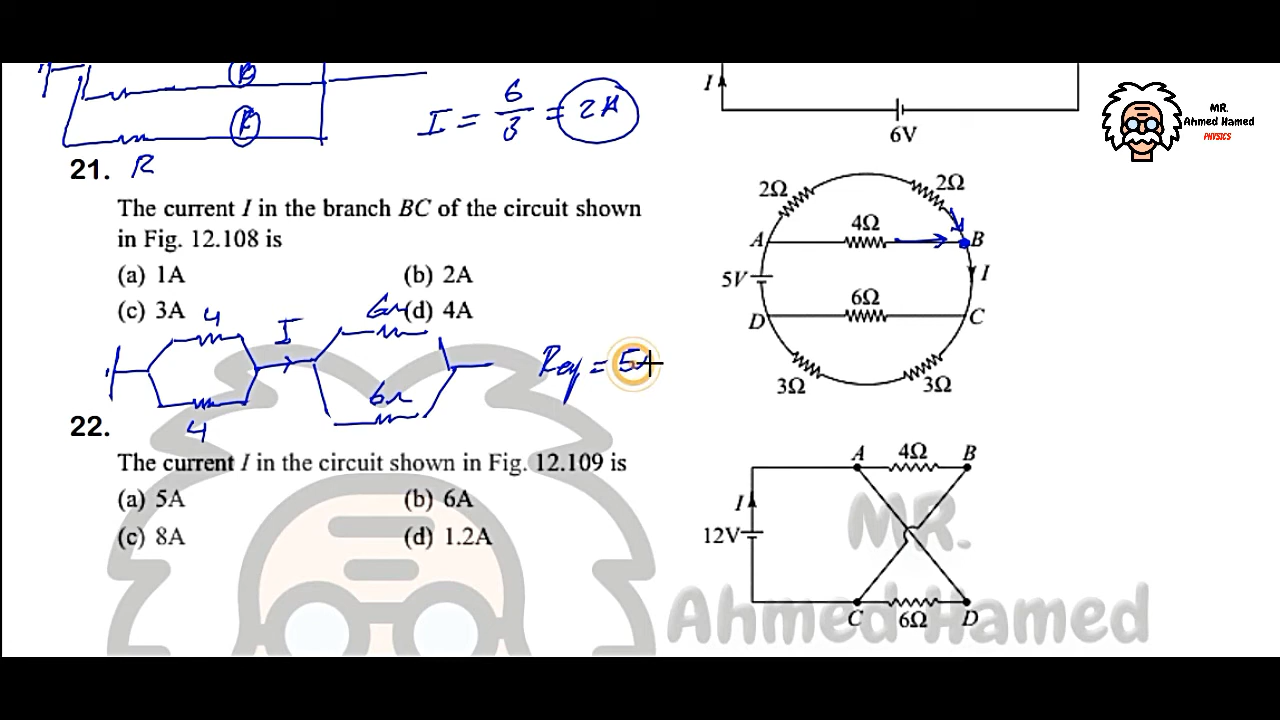 I = 6/3 = 2A
I
6V
MR.
Ahmed Hamed
PHYSICS
21. R
The current I in the branch BC of the circuit shown
in Fig. 12.108 is
(a) 1A (b) 2A
(c) 3A (d) 4A
4 I 6Ω
4 6Ω
Req = 5
2Ω 2Ω
4Ω
A B
5V I
6Ω
D C
3Ω 3Ω
22.
The current I in the circuit shown in Fig. 12.109 is
(a) 5A (b) 6A
(c) 8A (d) 1.2A
A 4Ω B
I
12V
C 6Ω D
MR.
Ahmed Hamed